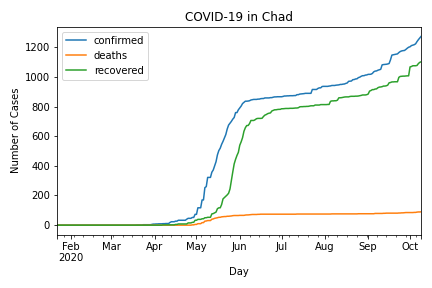 COVID-19 in Chad
confirmed
deaths
recovered
Number of Cases
1200
1000
800
600
400
200
0
Feb Mar Apr May Jun Jul Aug Sep Oct
2020
Day